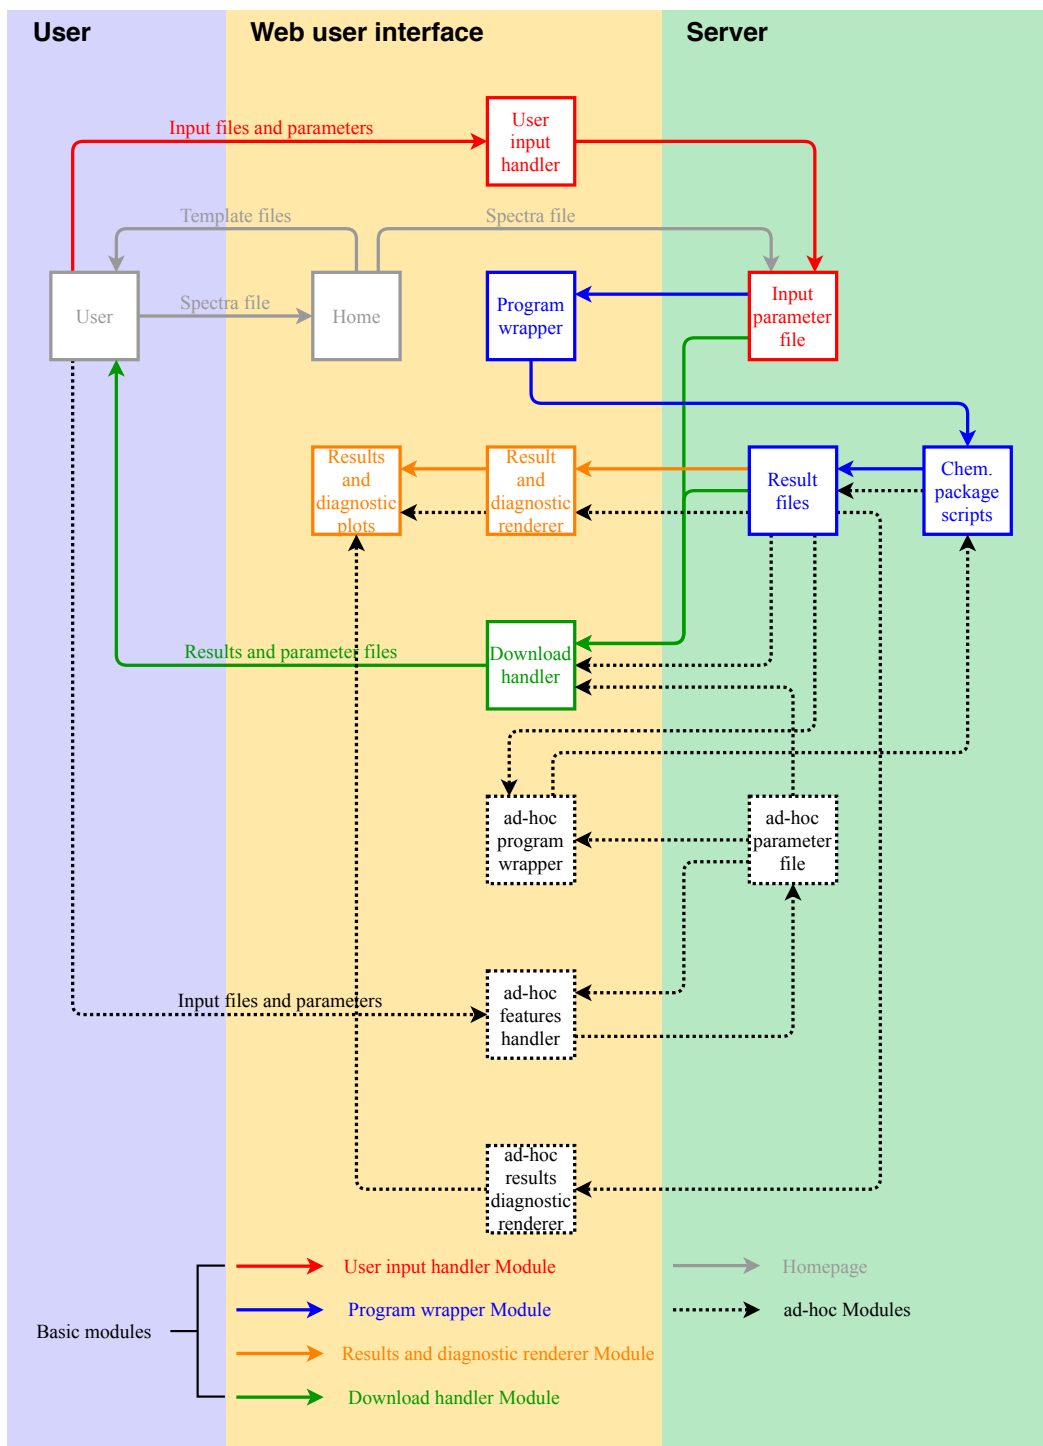 User
Web user interface
Server
Input files and parameters
User
input
handler
Template files
Spectra file
User
Spectra file
Home
Program
wrapper
Input
parameter
file
Results
and
diagnostic
plots
Result
and
diagnostic
renderer
Result
files
Chem.
package
scripts
Results and parameter files
Download
handler
ad-hoc
program
wrapper
ad-hoc
parameter
file
Input files and parameters
ad-hoc
features
handler
ad-hoc
results
diagnostic
renderer
Basic modules
User input handler Module
Program wrapper Module
Results and diagnostic renderer Module
Download handler Module
Homepage
ad-hoc Modules